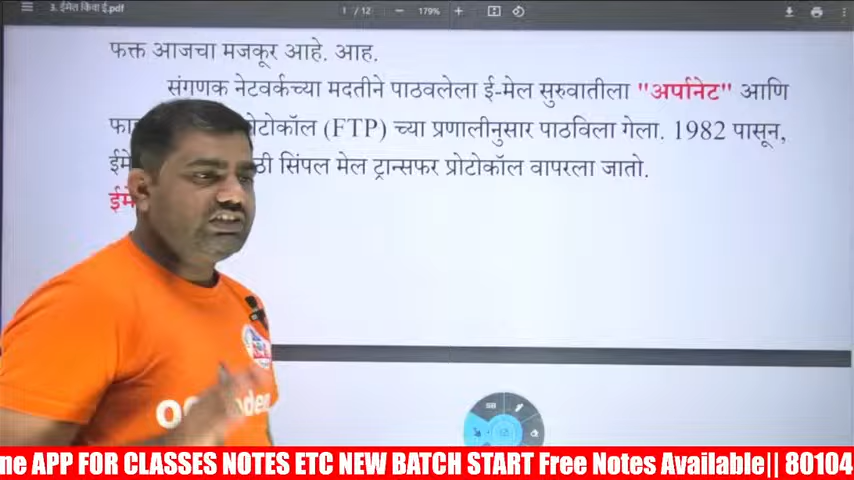 3. ईमेल किंवा ई.pdf
1 / 12
179%
फक्त आजचा मजकूर आहे. आह.
संगणक नेटवर्कच्या मदतीने पाठवलेला ई-मेल सुरुवातीला "अर्पानेट" आणि
(FTP) च्या प्रणालीनुसार पाठविला गेला. 1982 पासून,
सिंपल मेल ट्रान्सफर प्रोटोकॉल वापरला जातो.
APP FOR CLASSES NOTES ETC NEW BATCH START Free Notes Available|| 80104